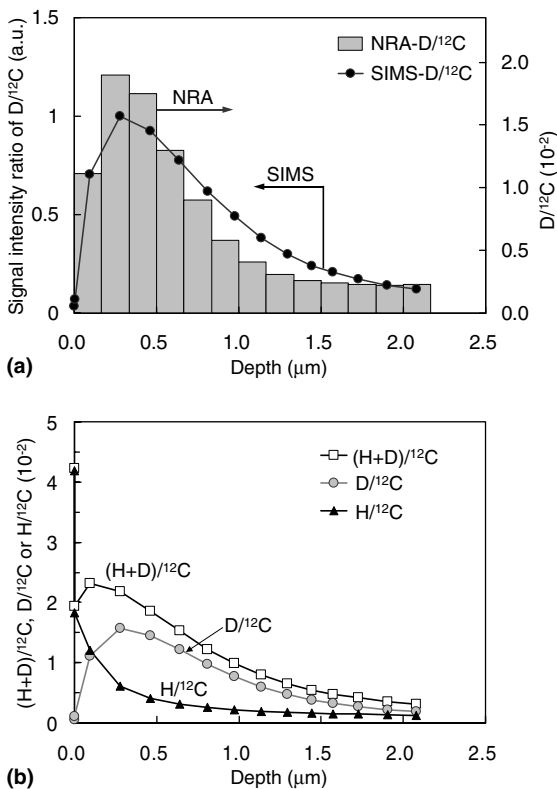 Signal intensity ratio of D/¹²C (a.u.)
1.5
1
0.5
0
NRA-D/¹²C
SIMS-D/¹²C
NRA
SIMS
2.0
1.5
1.0
0.5
0.0
D/¹²C (10⁻²)
0.0 0.5 1.0 1.5 2.0 2.5
Depth (μm)
(a)
(H+D)/¹²C, D/¹²C or H/¹²C (10⁻²)
5
4
3
2
1
0
(H+D)/¹²C
D/¹²C
H/¹²C
(H+D)/¹²C
D/¹²C
H/¹²C
0.0 0.5 1.0 1.5 2.0 2.5
Depth (μm)
(b)